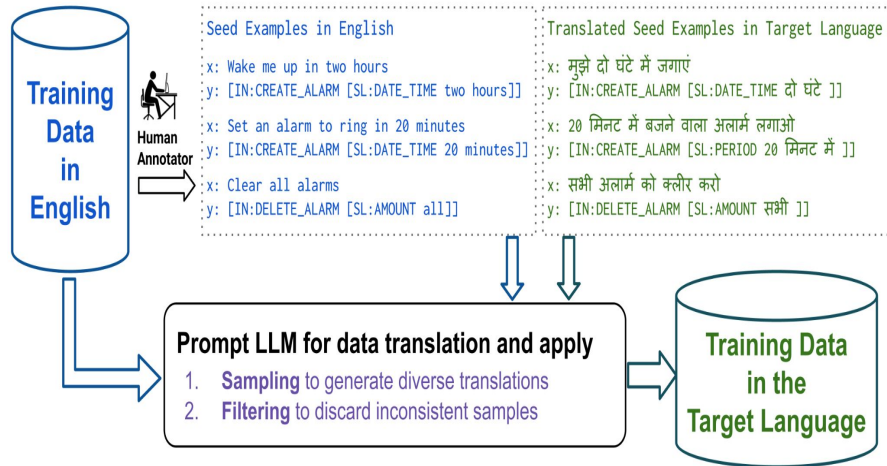 Training
Data
in
English
Human
Annotator
Seed Examples in English
x: Wake me up in two hours
y: [IN:CREATE_ALARM [SL:DATE_TIME two hours]]
x: Set an alarm to ring in 20 minutes
y: [IN:CREATE_ALARM [SL:DATE_TIME 20 minutes]]
x: Clear all alarms
y: [IN:DELETE_ALARM [SL:AMOUNT all]]
Translated Seed Examples in Target Language
x: मुझे दो घंटे में जगाएं
y: [IN:CREATE_ALARM [SL:DATE_TIME दो घंटे ]]
x: 20 मिनट में बजने वाला अलार्म लगाओ
y: [IN:CREATE_ALARM [SL:PERIOD 20 मिनट में ]]
x: सभी अलार्म को क्लीर करो
y: [IN:DELETE_ALARM [SL:AMOUNT सभी ]]
Prompt LLM for data translation and apply
1. Sampling to generate diverse translations
2. Filtering to discard inconsistent samples
Training Data
in the
Target Language